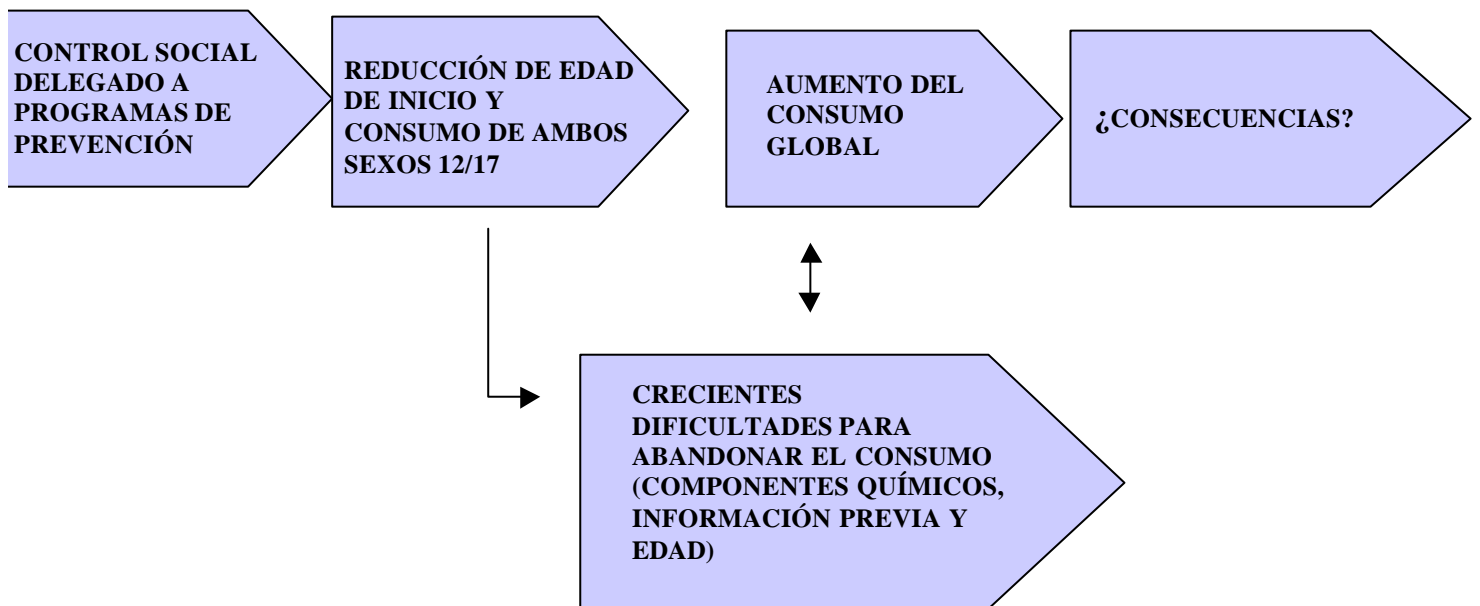 CONTROL SOCIAL
DELEGADO A
PROGRAMAS DE
PREVENCIÓN
REDUCCIÓN DE EDAD
DE INICIO Y
CONSUMO DE AMBOS
SEXOS 12/17
AUMENTO DEL
CONSUMO
GLOBAL
¿CONSECUENCIAS?
CRECIENTES
DIFICULTADES PARA
ABANDONAR EL CONSUMO
(COMPONENTES QUÍMICOS,
INFORMACIÓN PREVIA Y
EDAD)